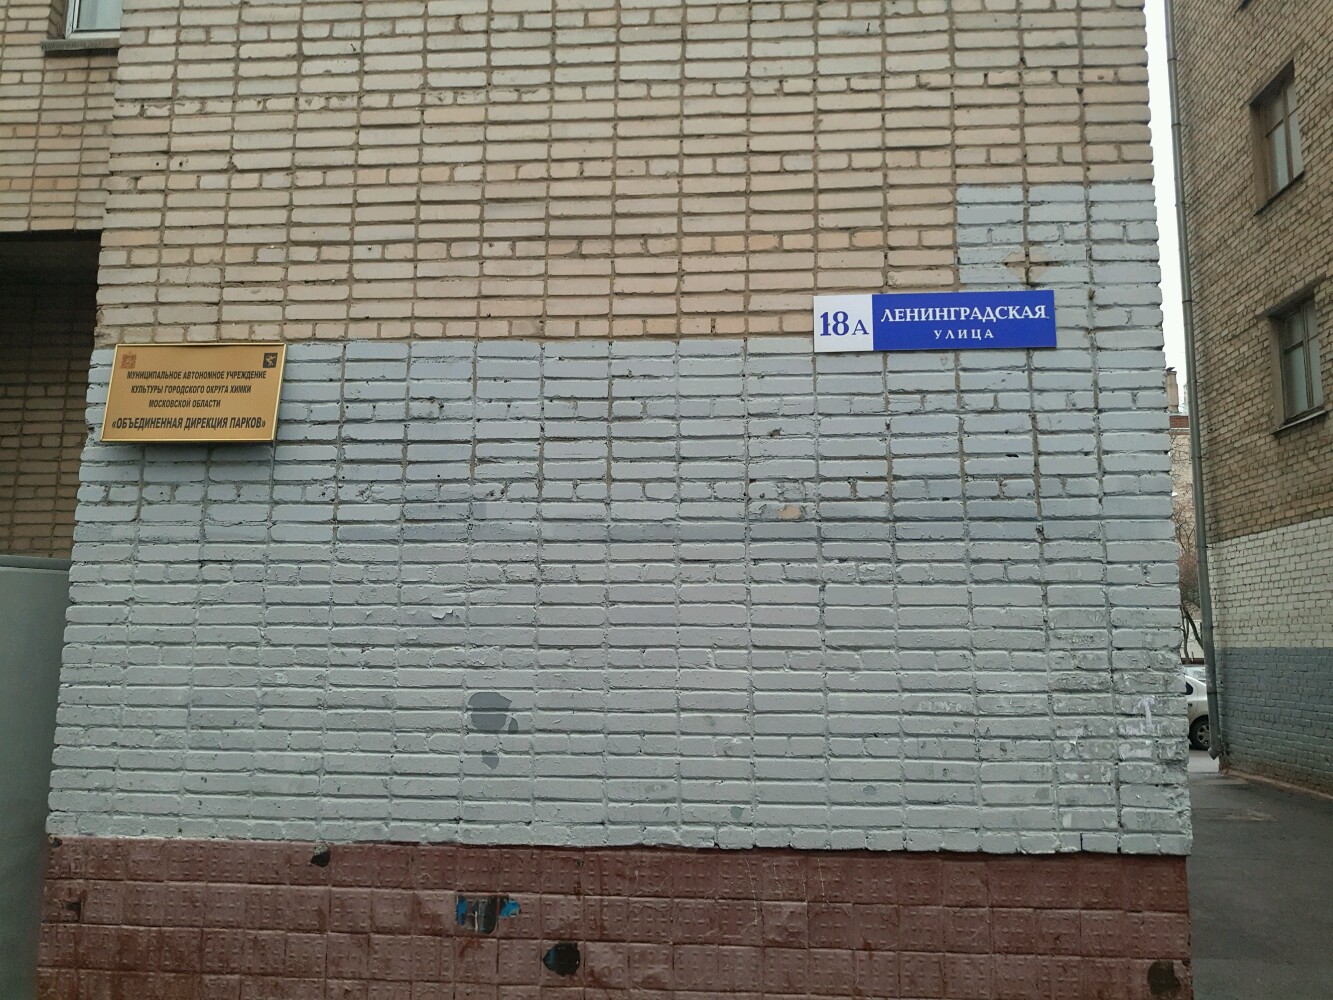 МУНИЦИПАЛЬНОЕ АВТОНОМНОЕ УЧРЕЖДЕНИЕ
КУЛЬТУРЫ ГОРОДСКОГО ОКРУГА ХИМКИ
МОСКОВСКОЙ ОБЛАСТИ
«ОБЪЕДИНЕННАЯ ДИРЕКЦИЯ ПАРКОВ»
18А ЛЕНИНГРАДСКАЯ
УЛИЦА